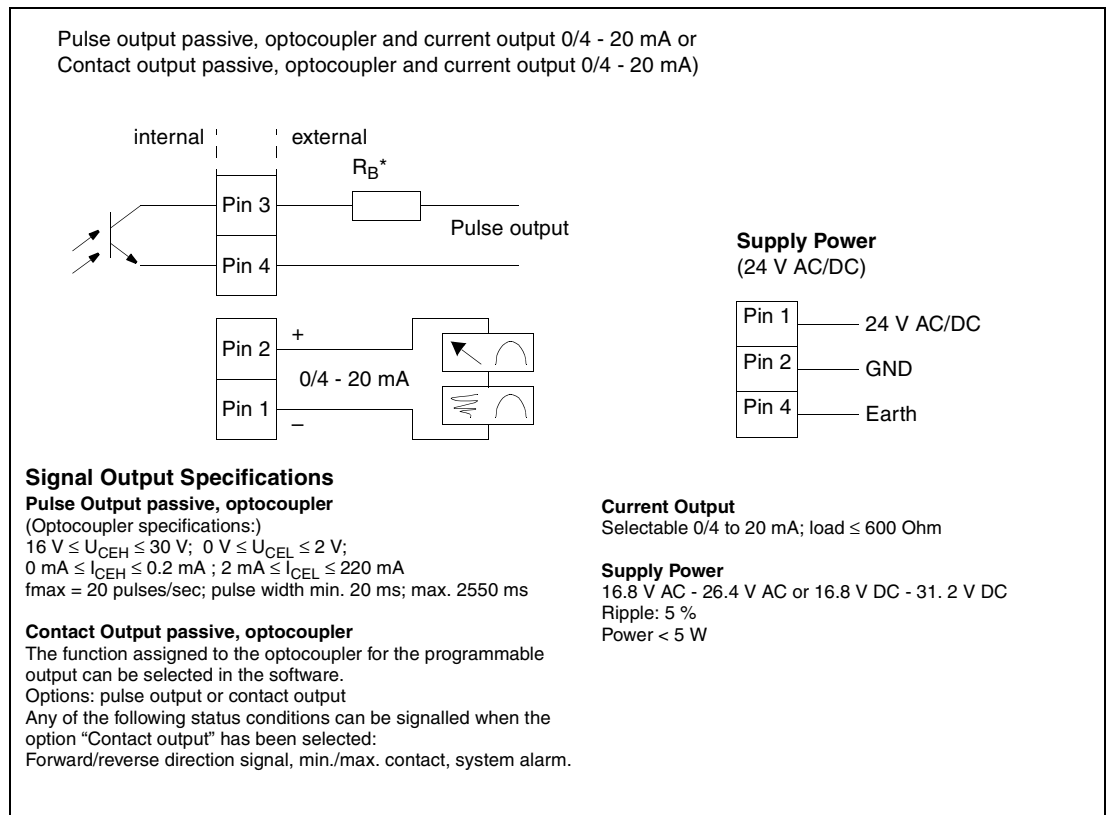 Pulse output passive, optocoupler and current output 0/4 - 20 mA or
Contact output passive, optocoupler and current output 0/4 - 20 mA)
internal
external
R_B*
Pin 3
Pulse output
Pin 4
Pin 2
+
0/4 - 20 mA
Pin 1
–
Supply Power
(24 V AC/DC)
Pin 1
24 V AC/DC
Pin 2
GND
Pin 4
Earth
Signal Output Specifications
Pulse Output passive, optocoupler
(Optocoupler specifications:)
16 V ≤ U_CEH ≤ 30 V; 0 V ≤ U_CEL ≤ 2 V;
0 mA ≤ I_CEH ≤ 0.2 mA ; 2 mA ≤ I_CEL ≤ 220 mA
fmax = 20 pulses/sec; pulse width min. 20 ms; max. 2550 ms
Contact Output passive, optocoupler
The function assigned to the optocoupler for the programmable
output can be selected in the software.
Options: pulse output or contact output
Any of the following status conditions can be signalled when the
option “Contact output” has been selected:
Forward/reverse direction signal, min./max. contact, system alarm.
Current Output
Selectable 0/4 to 20 mA; load ≤ 600 Ohm
Supply Power
16.8 V AC - 26.4 V AC or 16.8 V DC - 31. 2 V DC
Ripple: 5 %
Power < 5 W